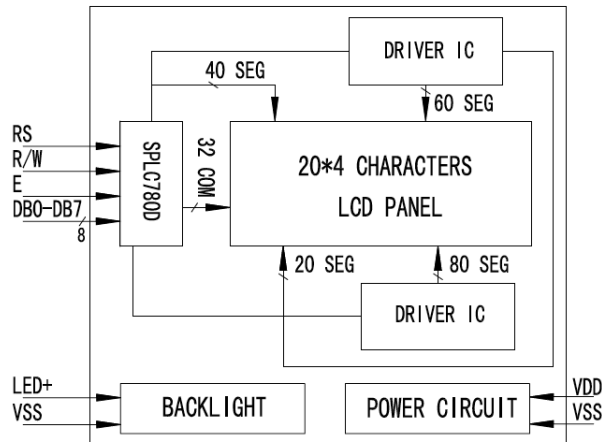 DRIVER IC
40 SEG
60 SEG
RS
R/W
E
DB0-DB7
8
SPLC780D
32 COM
20*4 CHARACTERS
LCD PANEL
20 SEG
80 SEG
DRIVER IC
LED+
VSS
BACKLIGHT
POWER CIRCUIT
VDD
VSS